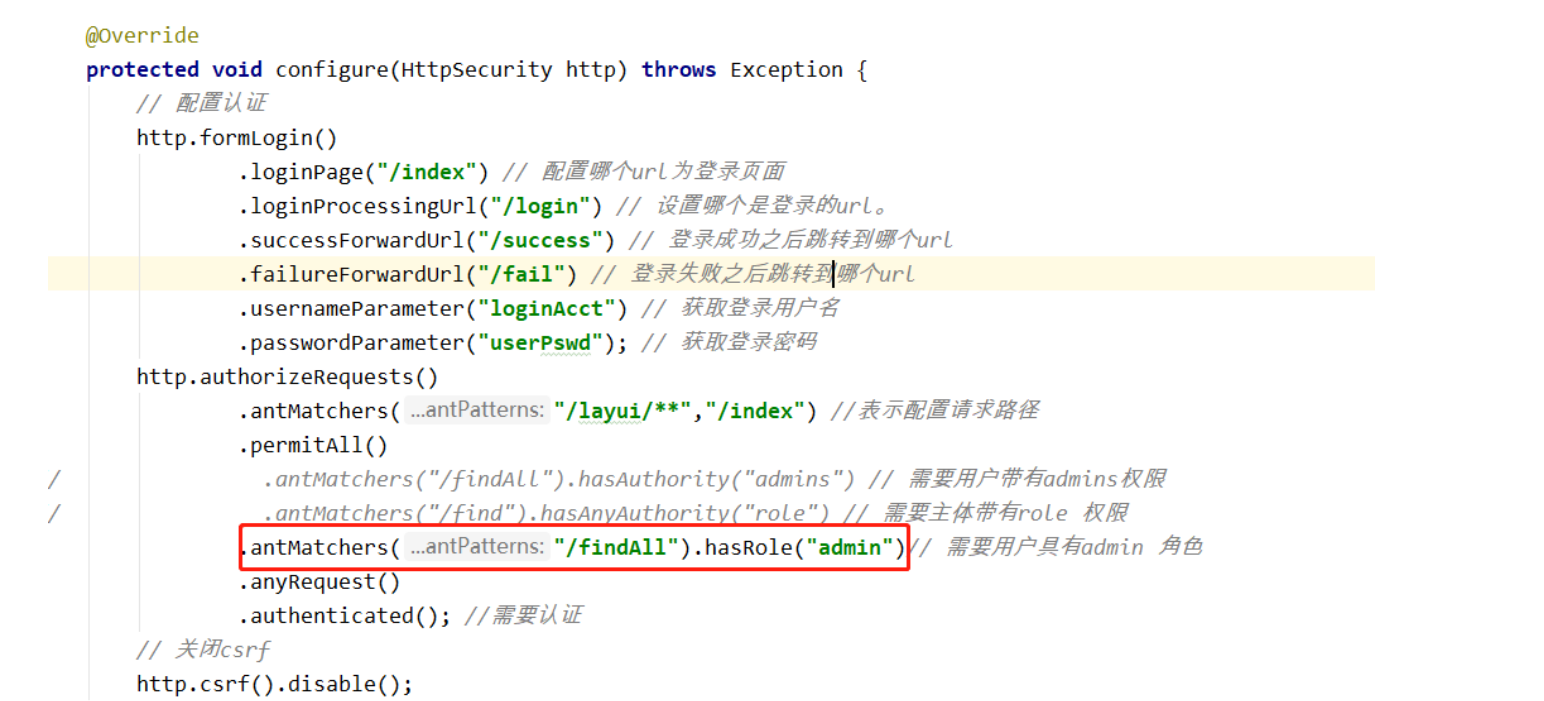 @Override
protected void configure(HttpSecurity http) throws Exception {
// 配置认证
http.formLogin()
.loginPage("/index") // 配置哪个url为登录页面
.loginProcessingUrl("/login") // 设置哪个是登录的url。
.successForwardUrl("/success") // 登录成功之后跳转到哪个url
.failureForwardUrl("/fail") // 登录失败之后跳转到哪个url
.usernameParameter("loginAcct") // 获取登录用户名
.passwordParameter("userPswd"); // 获取登录密码
http.authorizeRequests()
.antMatchers( ...antPatterns: "/layui/**","/index") //表示配置请求路径
.permitAll()
/ .antMatchers("/findAll").hasAuthority("admins") // 需要用户带有admins权限
/ .antMatchers("/find").hasAnyAuthority("role") // 需要主体带有role 权限
.antMatchers( ...antPatterns: "/findAll").hasRole("admin")// 需要用户具有admin 角色
.anyRequest()
.authenticated(); //需要认证
// 关闭csrf
http.csrf().disable();